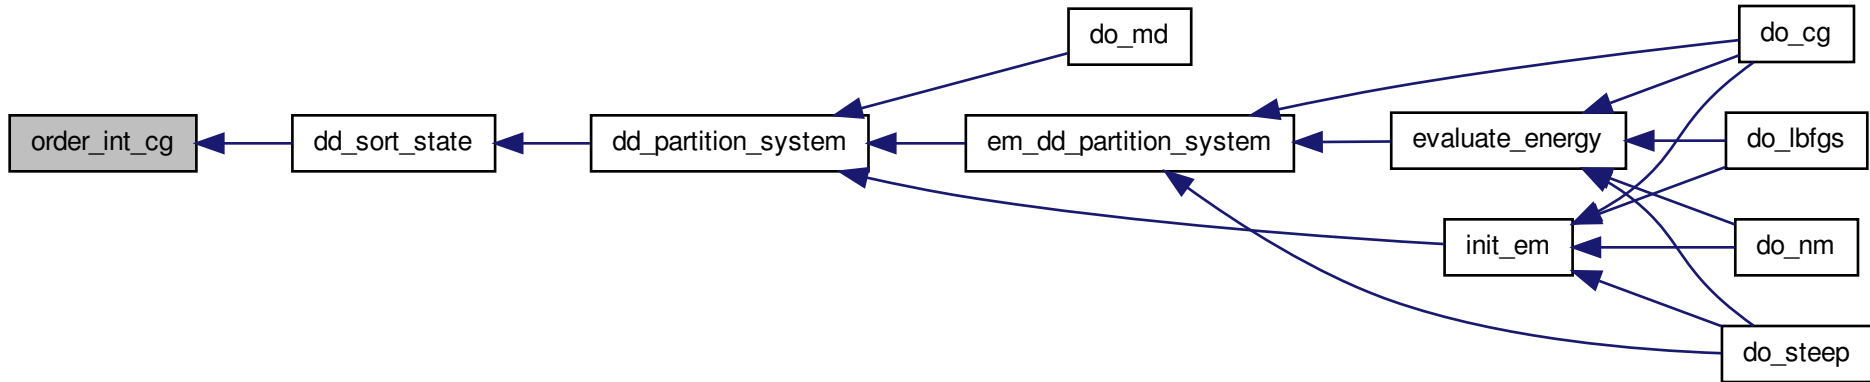 order_int_cg
dd_sort_state
dd_partition_system
do_md
em_dd_partition_system
evaluate_energy
init_em
do_cg
do_lbfgs
do_nm
do_steep